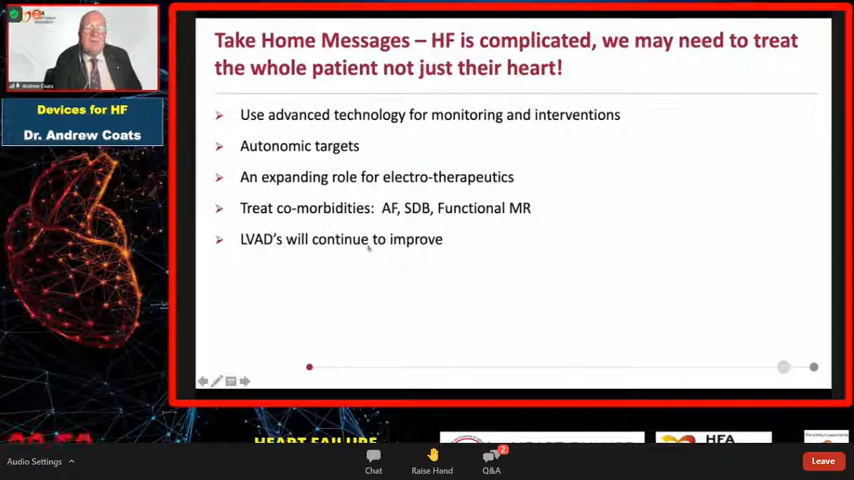 Take Home Messages – HF is complicated, we may need to treat
the whole patient not just their heart!
Andrew Coats
Devices for HF
Dr. Andrew Coats
➢ Use advanced technology for monitoring and interventions
➢ Autonomic targets
➢ An expanding role for electro-therapeutics
➢ Treat co-morbidities: AF, SDB, Functional MR
➢ LVAD's will continue to improve
HEART FAILURE
HFA
Audio Settings
Chat
Raise Hand
2
Q&A
Leave